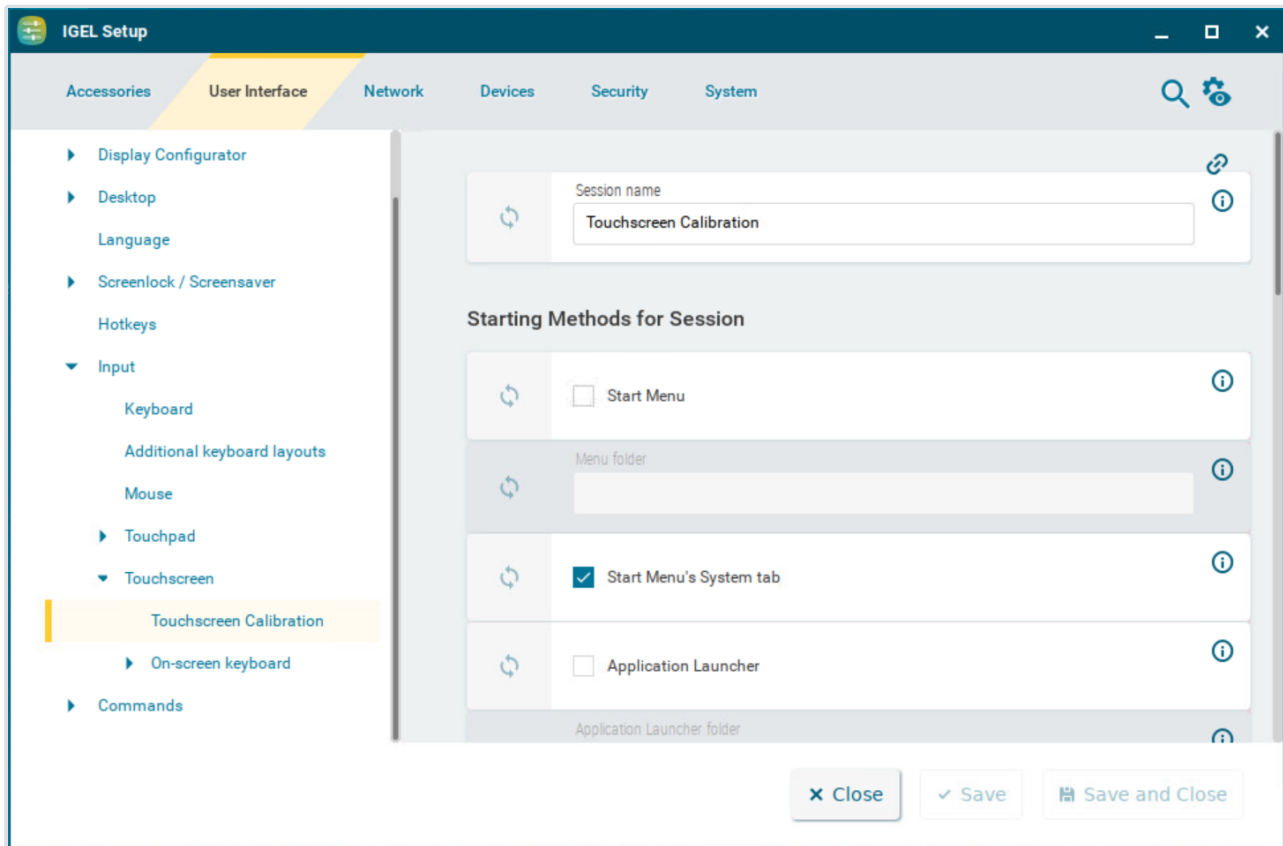 IGEL Setup
Accessories
User Interface
Network
Devices
Security
System
Display Configurator
Desktop
Language
Screenlock / Screensaver
Hotkeys
Input
Keyboard
Additional keyboard layouts
Mouse
Touchpad
Touchscreen
Touchscreen Calibration
On-screen keyboard
Commands
Session name
Touchscreen Calibration
Starting Methods for Session
Start Menu
Menu folder
Start Menu's System tab
Application Launcher
Application Launcher folder
Close
Save
Save and Close